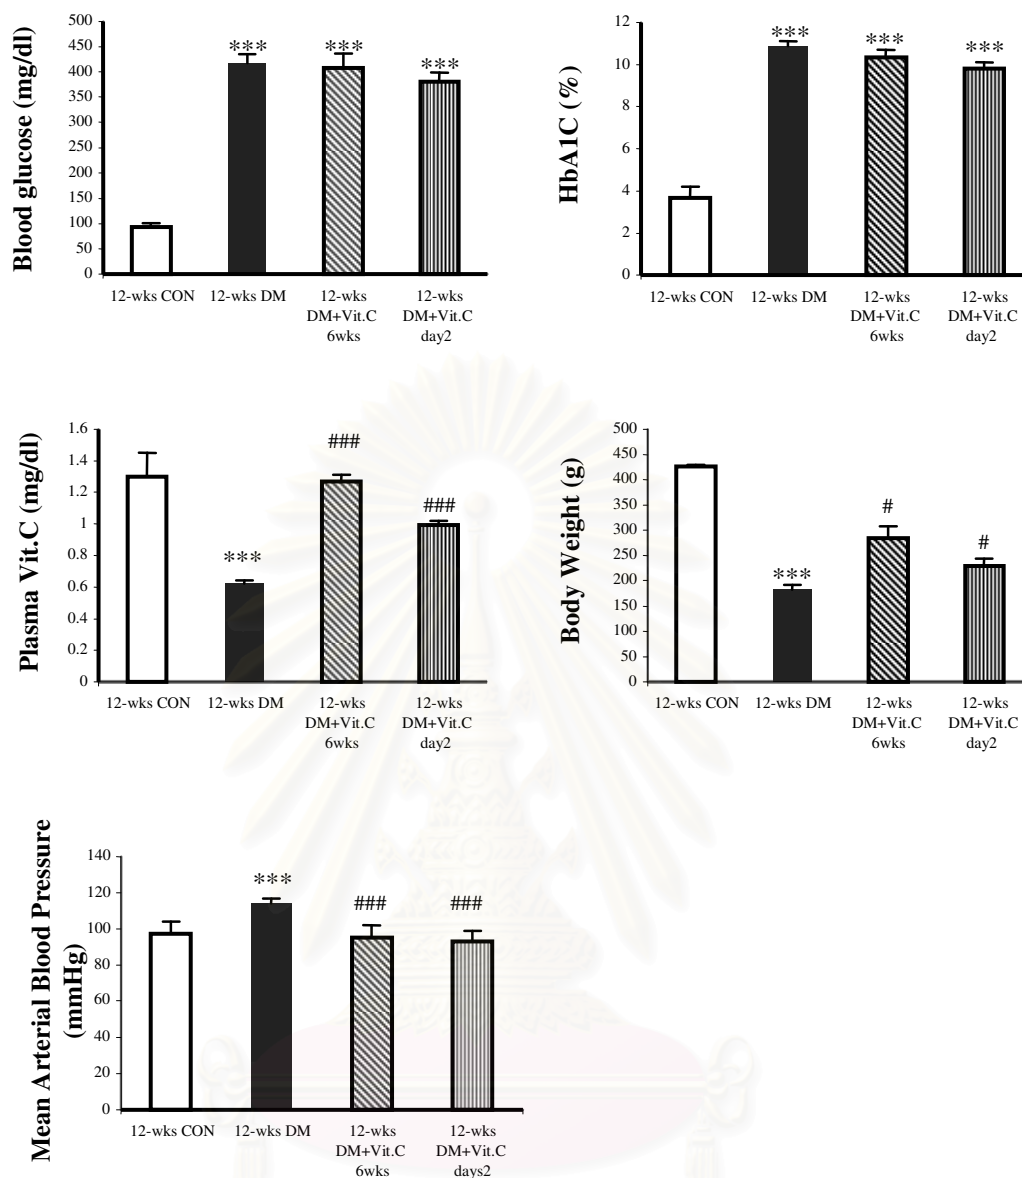 Blood glucose (mg/dl)
500
450
400
350
300
250
200
150
100
50
0
*** *** ***
12-wks CON 12-wks DM 12-wks DM+Vit.C 6wks 12-wks DM+Vit.C day2
HbA1C (%)
12
10
8
6
4
2
0
*** *** ***
12-wks CON 12-wks DM 12-wks DM+Vit.C 6wks 12-wks DM+Vit.C day2
Plasma Vit.C (mg/dl)
1.6
1.4
1.2
1
0.8
0.6
0.4
0.2
0
*** ### ###
12-wks CON 12-wks DM 12-wks DM+Vit.C 6wks 12-wks DM+Vit.C day2
Body Weight (g)
500
450
400
350
300
250
200
150
100
50
0
*** # #
12-wks CON 12-wks DM 12-wks DM+Vit.C 6wks 12-wks DM+Vit.C day2
Mean Arterial Blood Pressure
(mmHg)
140
120
100
80
60
40
20
0
*** ### ###
12-wks CON 12-wks DM 12-wks DM+Vit.C 6wks 12-wks DM+Vit.C days2